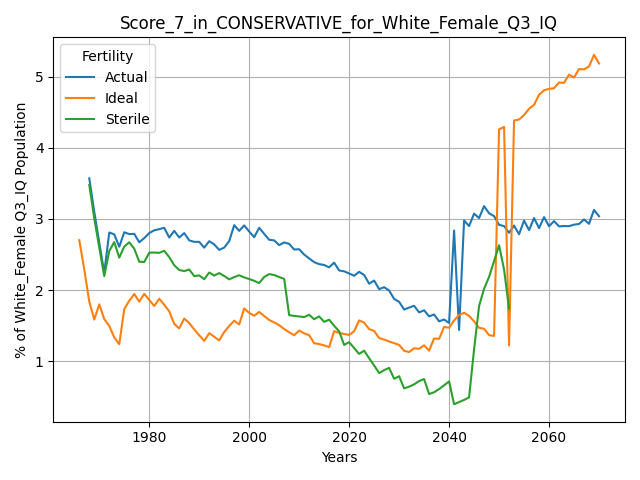 Score_7_in_CONSERVATIVE_for_White_Female_Q3_IQ
% of White_Female Q3_IQ Population
5
4
3
2
1
Fertility
Actual
Ideal
Sterile
1980
2000
2020
2040
2060
Years